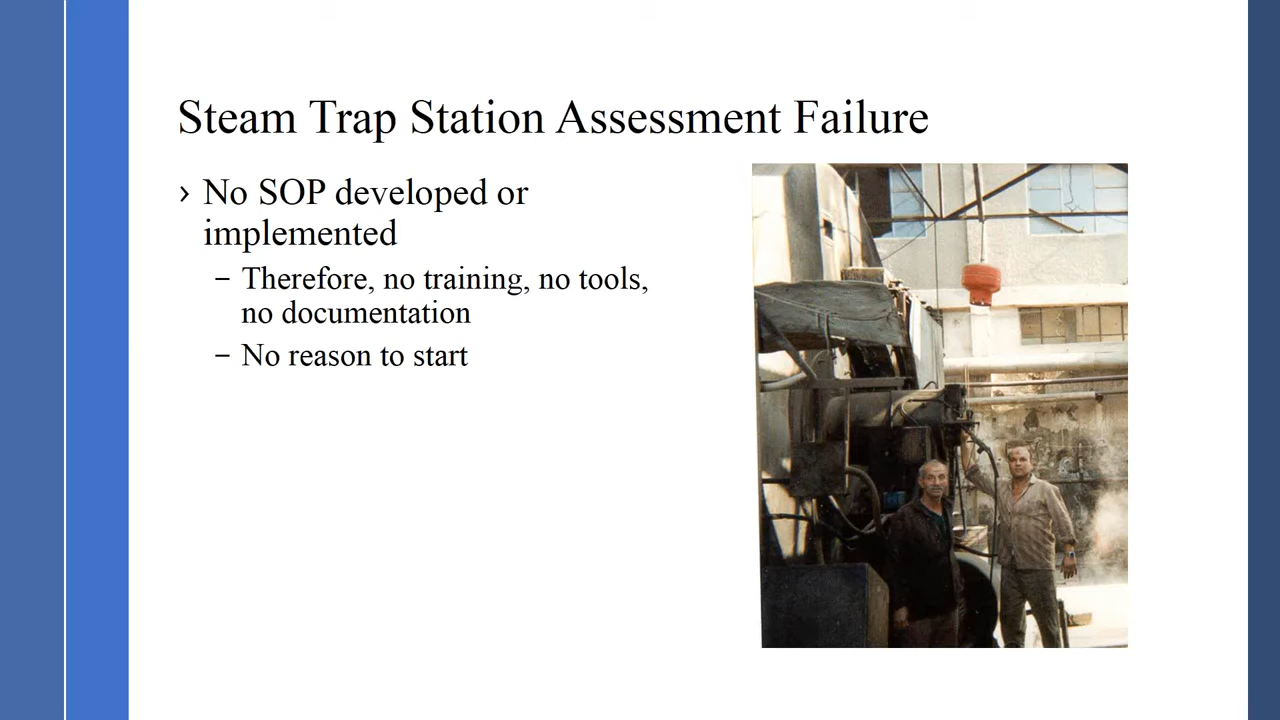 Steam Trap Station Assessment Failure
› No SOP developed or
implemented
– Therefore, no training, no tools,
no documentation
– No reason to start